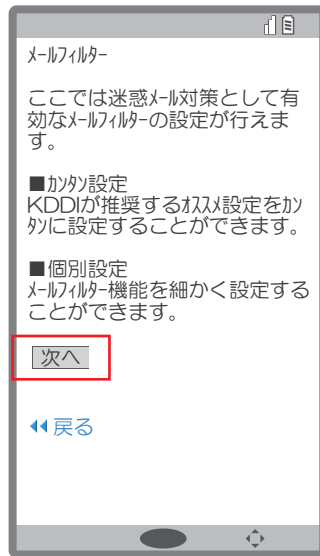 メールフィルター
ここでは迷惑メール対策として有
効なメールフィルターの設定が行えま
す。
■カンタン設定
KDDIが推奨するオススメ設定をカン
タンに設定することができます。
■個別設定
メールフィルター機能を細かく設定する
ことができます。
次へ
戻る